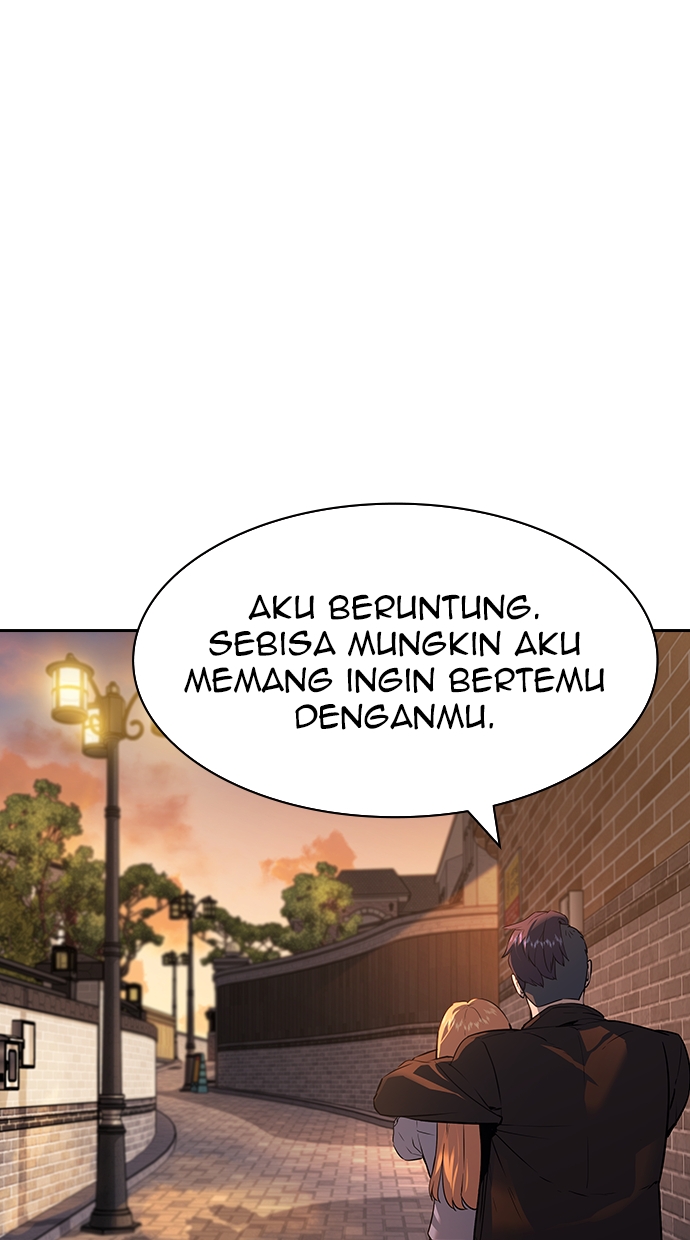 AKU BERUNTUNG.
SEBISA MUNGKIN AKU
MEMANG INGIN BERTEMU
DENGANMU.